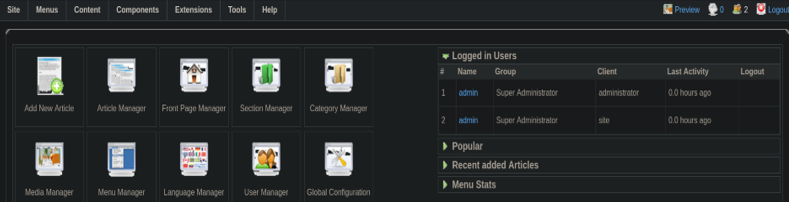 Site Menus Content Components Extensions Tools Help Preview 0 2 Logout
Add New Article Article Manager Front Page Manager Section Manager Category Manager
Media Manager Menu Manager Language Manager User Manager Global Configuration
Logged in Users
# Name Group Client Last Activity Logout
1 admin Super Administrator administrator 0.0 hours ago
2 admin Super Administrator site 0.0 hours ago
Popular
Recent added Articles
Menu Stats